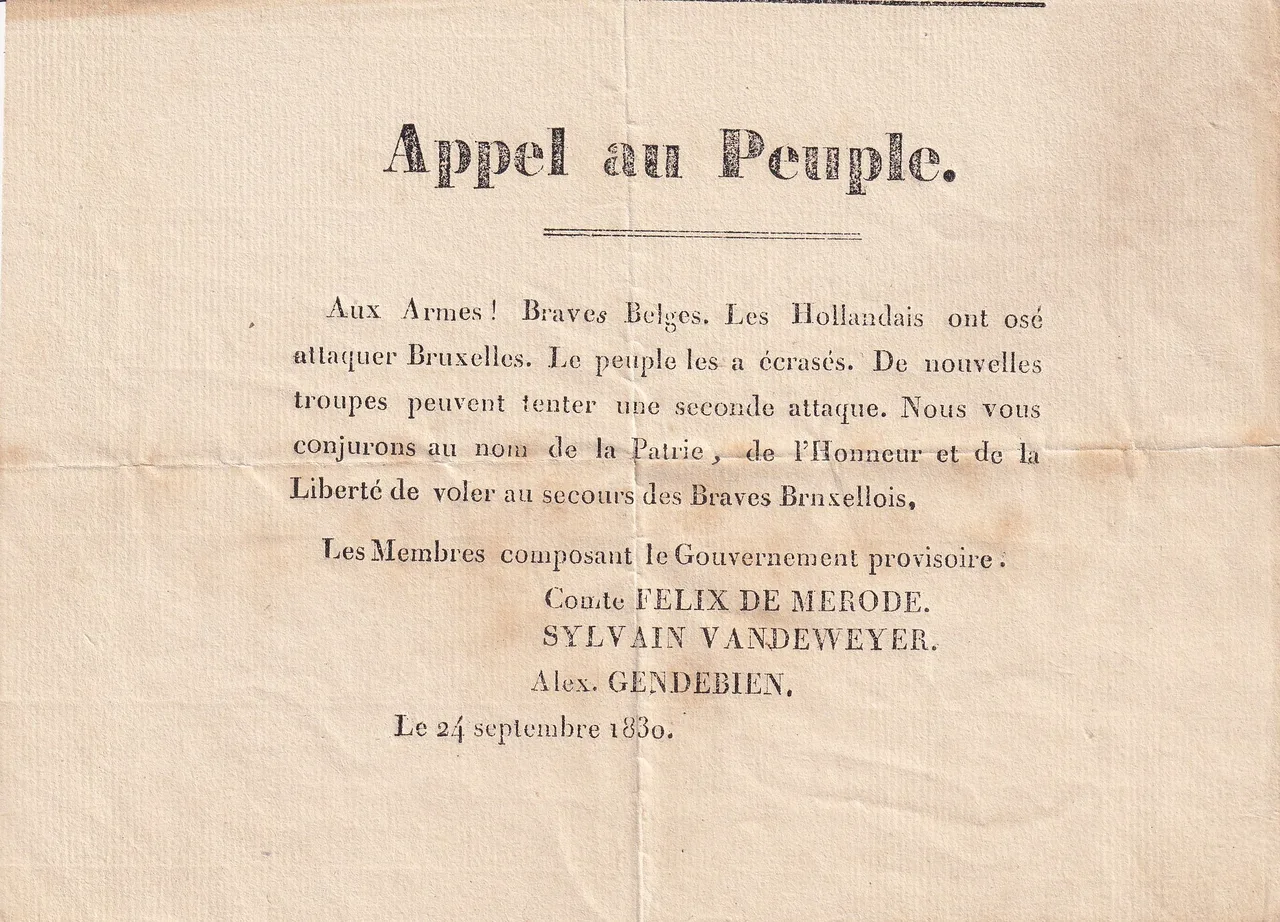 Appel au Peuple.
Aux Armes ! Braves Belges. Les Hollandais ont osé
attaquer Bruxelles. Le peuple les a écrasés. De nouvelles
troupes peuvent tenter une seconde attaque. Nous vous
conjurons au nom de la Patrie, de l'Honneur et de la
Liberté de voler au secours des Braves Brnxellois,
Les Membres composant le Gouvernement provisoire.
Comte FELIX DE MERODE.
SYLVAIN VANDEWEYER.
Alex. GENDEBIEN.
Le 24 septembre 1830.